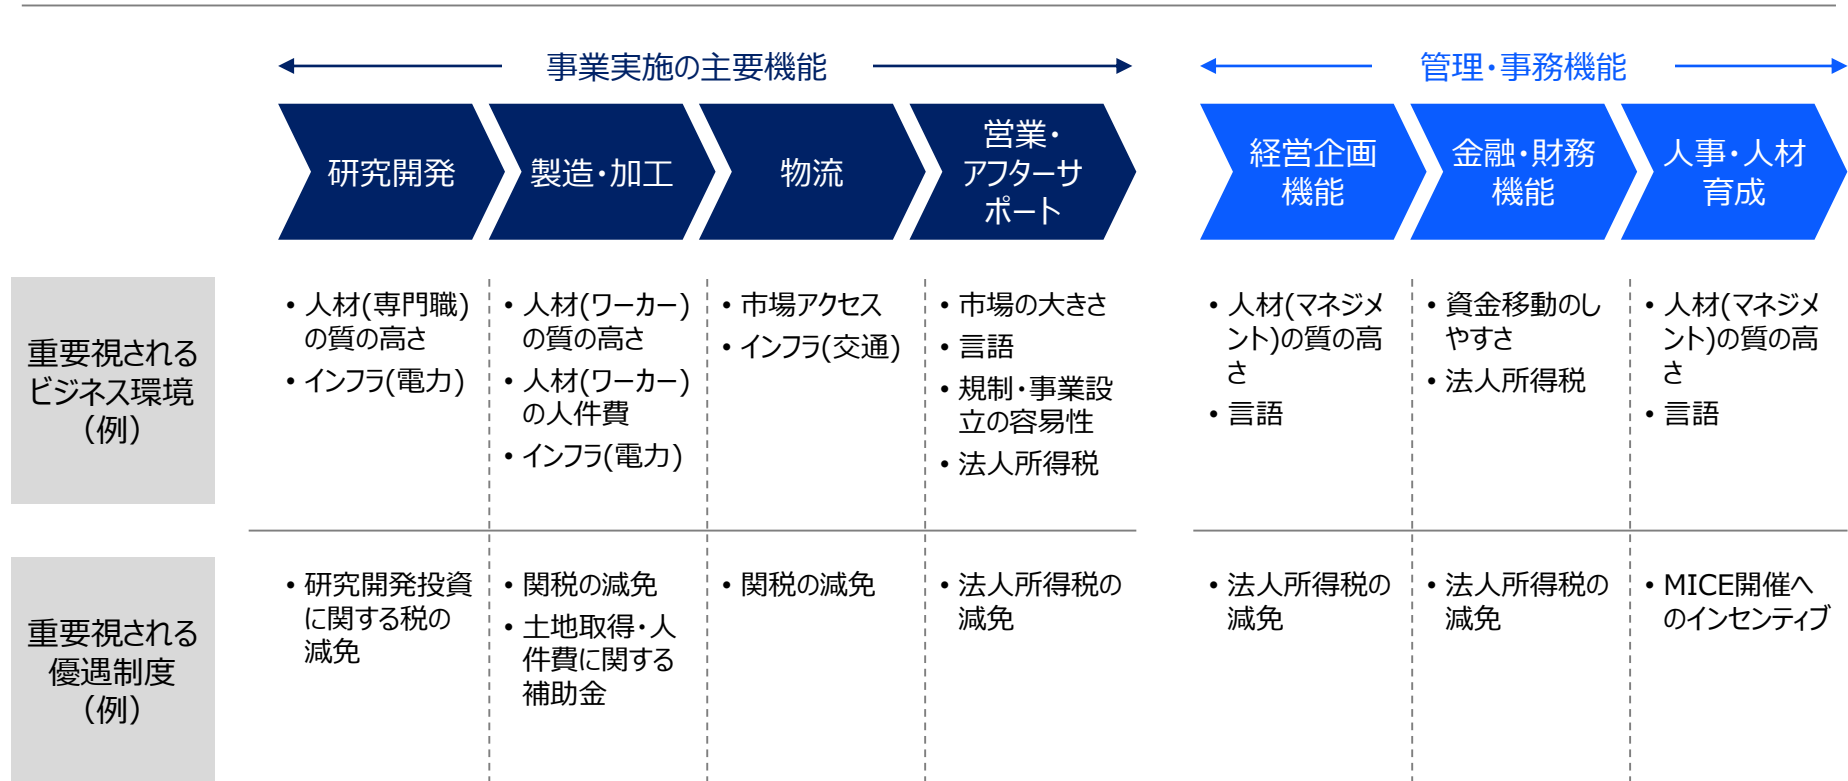 事業実施の主要機能
管理・事務機能
研究開発
製造・加工
物流
営業・
アフターサ
ポート
経営企画
機能
金融・財務
機能
人事・人材
育成
重要視される
ビジネス環境
(例)
• 人材(専門職)
の質の高さ
• インフラ(電力)
• 人材(ワーカー)
の質の高さ
• 人材(ワーカー)
の人件費
• インフラ(電力)
• 市場アクセス
• インフラ(交通)
• 市場の大きさ
• 言語
• 規制・事業設
立の容易性
• 法人所得税
• 人材(マネジメ
ント)の質の高
さ
• 言語
• 資金移動のし
やすさ
• 法人所得税
• 人材(マネジメ
ント)の質の高
さ
• 言語
重要視される
優遇制度
(例)
• 研究開発投資
に関する税の
減免
• 関税の減免
• 土地取得・人
件費に関する
補助金
• 関税の減免
• 法人所得税の
減免
• 法人所得税の
減免
• 法人所得税の
減免
• MICE開催へ
のインセンティブ